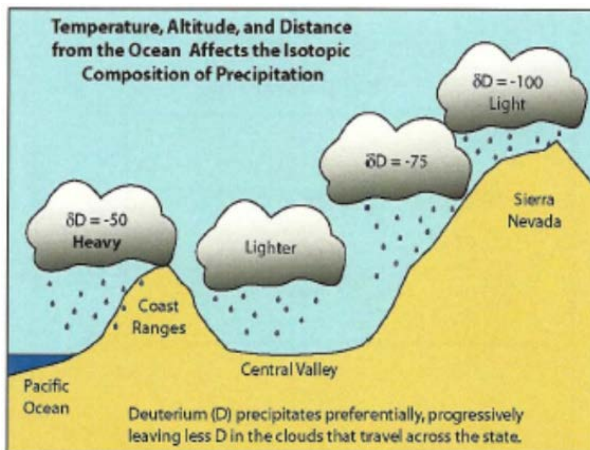 Temperature, Altitude, and Distance
from the Ocean Affects the Isotopic
Composition of Precipitation
δD = -100
Light
δD = -75
δD = -50
Heavy
Lighter
Sierra
Nevada
Coast
Ranges
Central Valley
Pacific
Ocean
Deuterium (D) precipitates preferentially, progressively
leaving less D in the clouds that travel across the state.